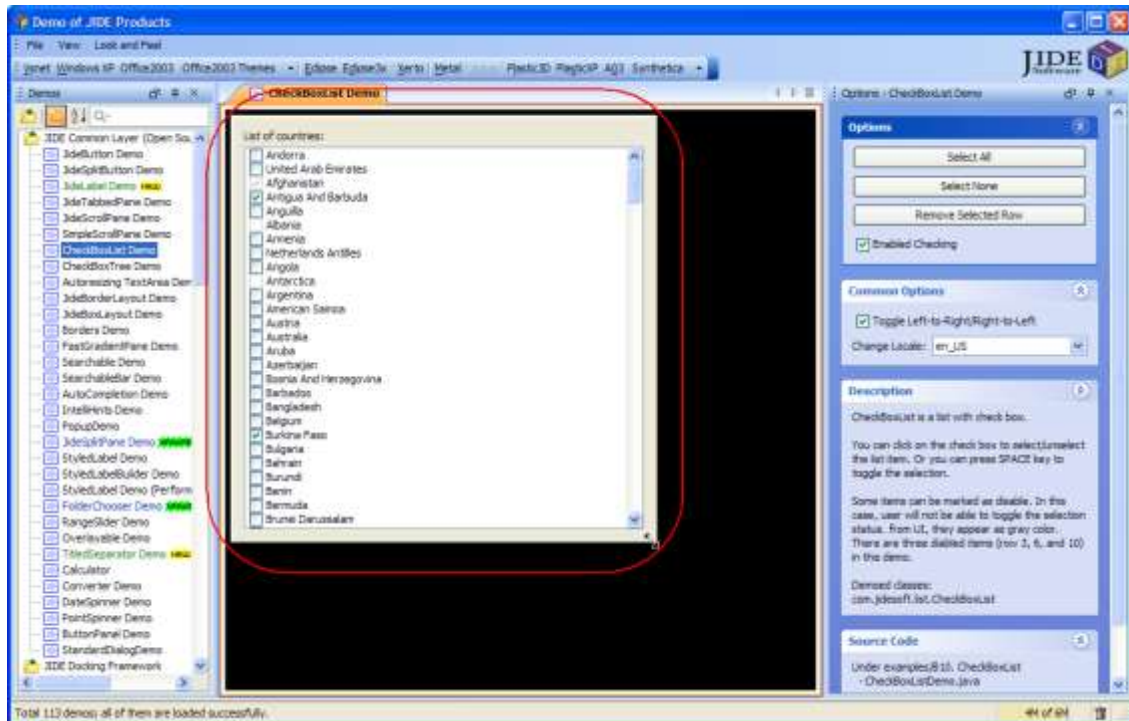 Demo of JIDE Products
File View Look and Feel
Vsnet Windows XP Office2003 Office2003 Themes Eclipse Eclipse3x Xerto Metal Plastic3D PlasticXP Synthetica
JIDE
Software
Demos
JIDE Common Layer (Open Sou
JideButton Demo
JideSplitButton Demo
JideLabel Demo
JideTabbedPane Demo
JideScrollPane Demo
SimpleScrollPane Demo
CheckBoxList Demo
CheckBoxTree Demo
Autoresizing TextArea Dem
JideBorderLayout Demo
JideBoxLayout Demo
Borders Demo
FastGradientPane Demo
Searchable Demo
SearchableBar Demo
AutoCompletion Demo
IntelliHints Demo
PopupDemo
JideSplitPane Demo
StyledLabel Demo
StyledLabelBuilder Demo
StyledLabel Demo (Perform
FolderChooser Demo
RangeSlider Demo
Overlayable Demo
TitledSeparator Demo
Calculator
Converter Demo
DateSpinner Demo
PointSpinner Demo
ButtonPanel Demo
StandardDialogDemo
JIDE Docking Framework
CheckBoxList Demo
List of countries:
Andorra
United Arab Emirates
Afghanistan
Antigua And Barbuda
Anguilla
Albania
Armenia
Netherlands Antilles
Angola
Antarctica
Argentina
American Samoa
Austria
Australia
Aruba
Azerbaijan
Bosnia And Herzegovina
Barbados
Bangladesh
Belgium
Burkina Faso
Bulgaria
Bahrain
Burundi
Benin
Bermuda
Brunei Darussalam
Options - CheckBoxList Demo
Options
Select All
Select None
Remove Selected Row
Enabled Checking
Common Options
Toggle Left-to-Right/Right-to-Left
Change Locale: en_US
Description
CheckBoxList is a list with check box.
You can click on the check box to select/unselect
the list item. Or you can press SPACE key to
toggle the selection.
Some items can be marked as disable. In this
case, user will not be able to toggle the selection
status. From UI, they appear as gray color.
There are three disabled items (row 3, 6, and 10)
in this demo.
Demoed classes:
com.jidesoft.list.CheckBoxList
Source Code
Under examples/B10. CheckBoxList
- CheckBoxListDemo.java
Total 113 demos; all of them are loaded successfully.